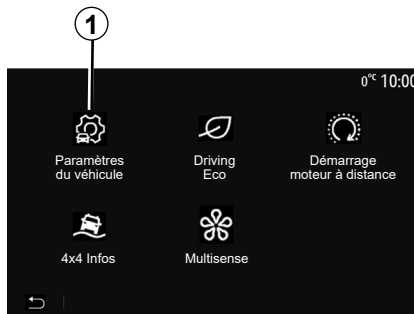 1
0°C 10:00
Paramètres
du véhicule
Driving
Eco
Démarrage
moteur à distance
4x4 Infos
Multisense